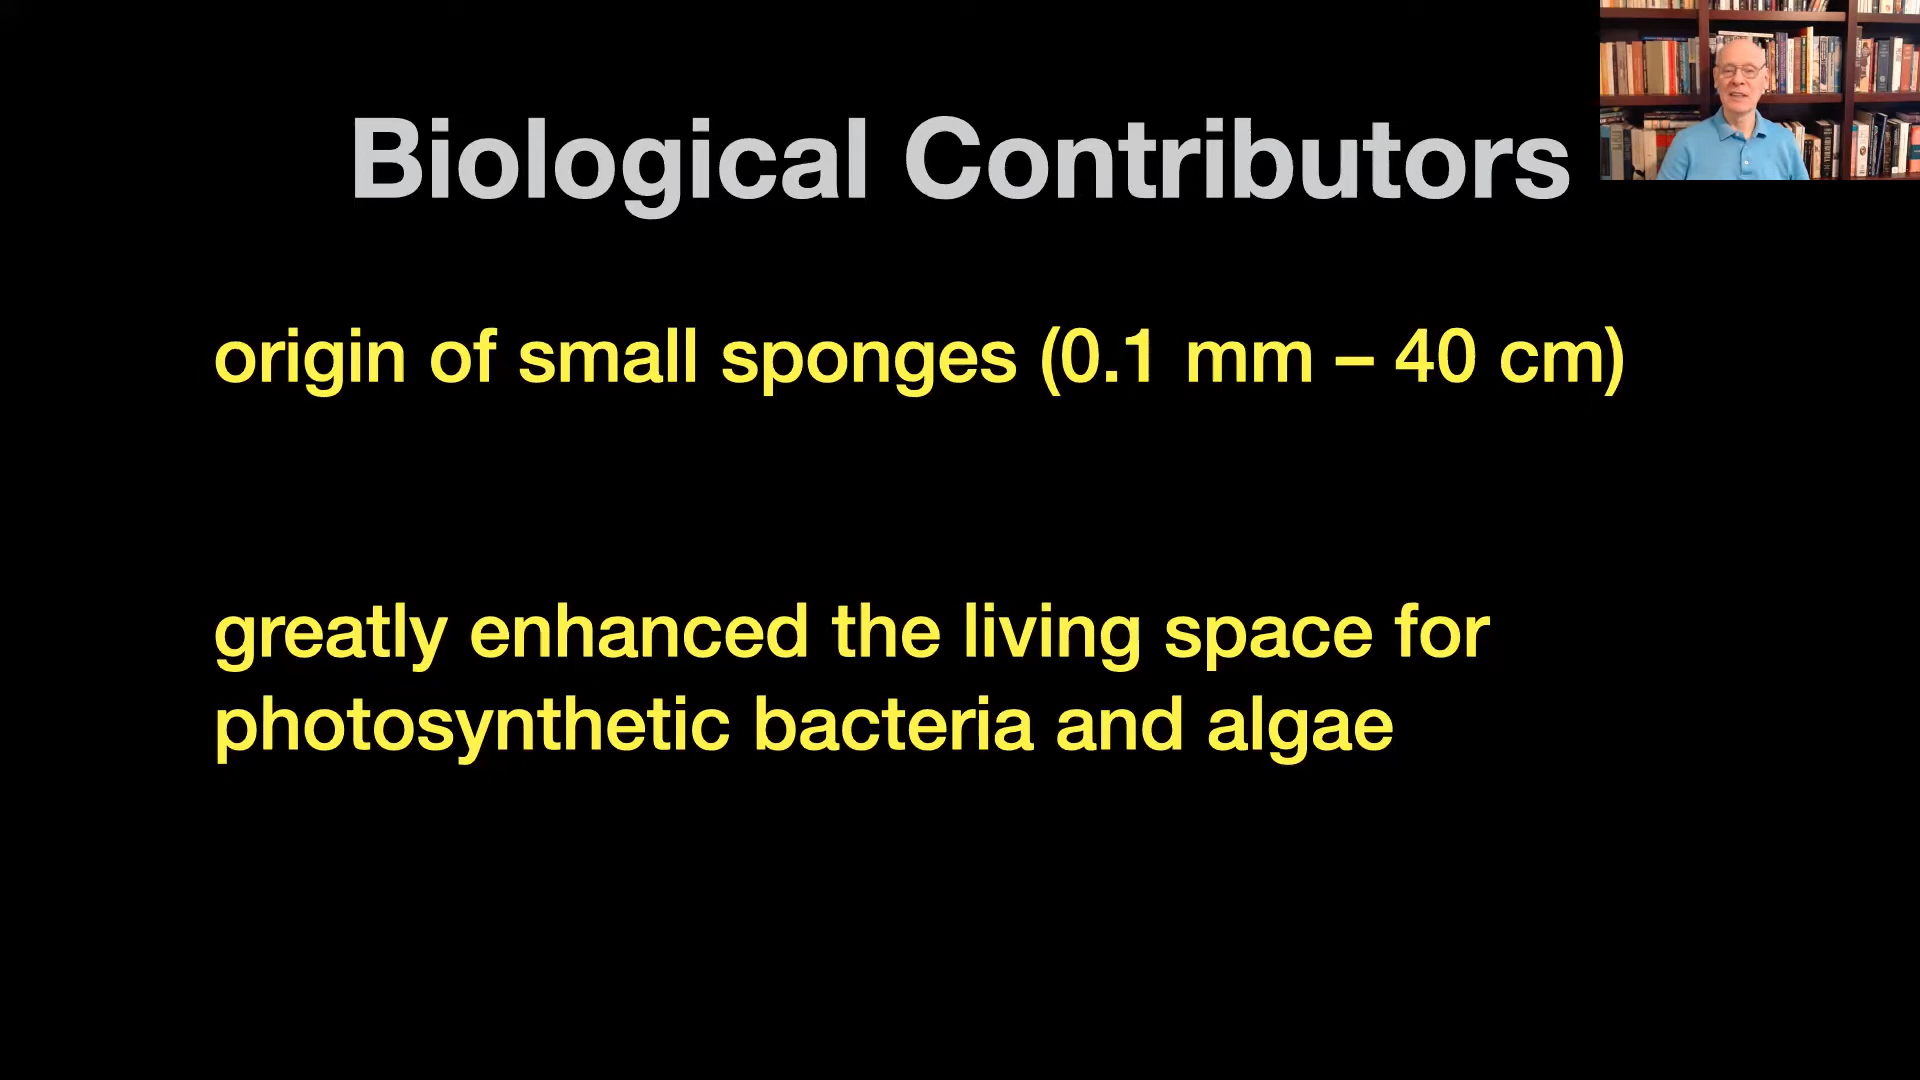 Biological Contributors
origin of small sponges (0.1 mm – 40 cm)
greatly enhanced the living space for
photosynthetic bacteria and algae